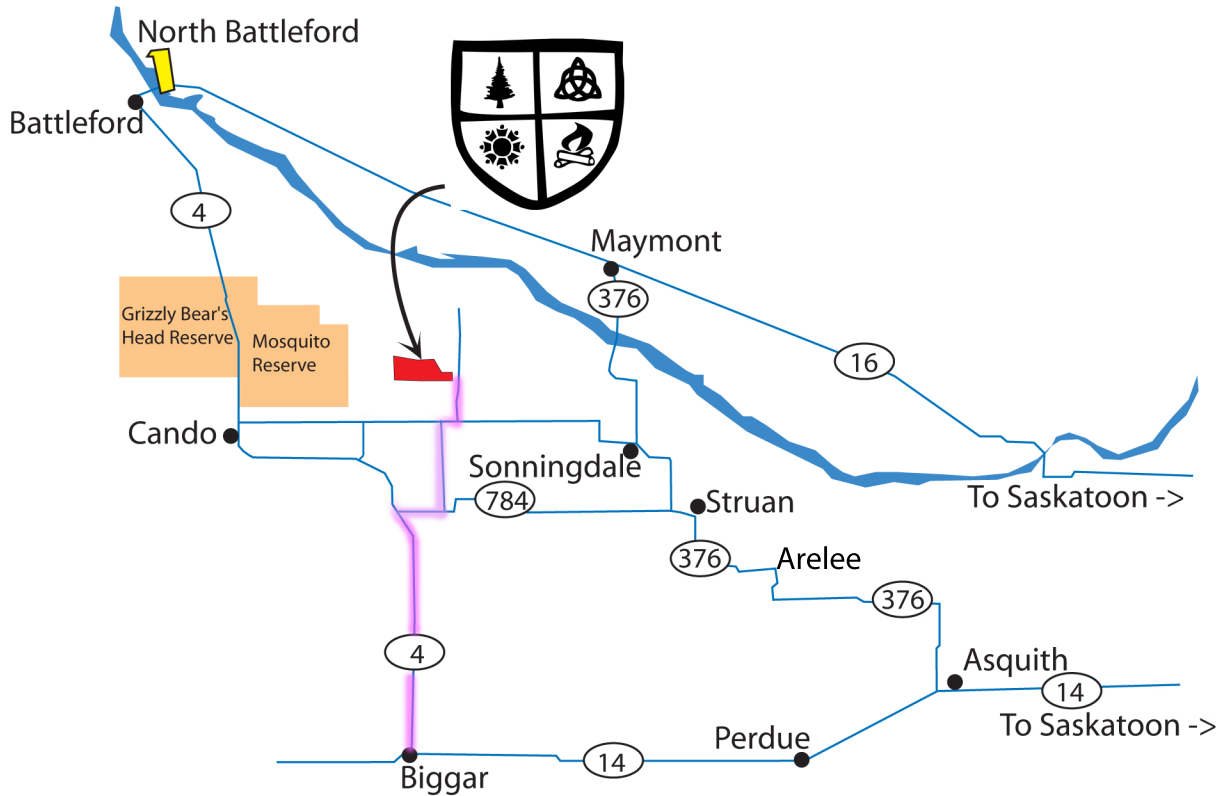 North Battleford
Battleford
4
Maymont
376
Grizzly Bear's
Head Reserve
Mosquito
Reserve
16
Cando
Sonningdale
784
Struan
To Saskatoon ->
376
Arelee
376
4
Asquith
14
To Saskatoon ->
Perdue
14
Biggar